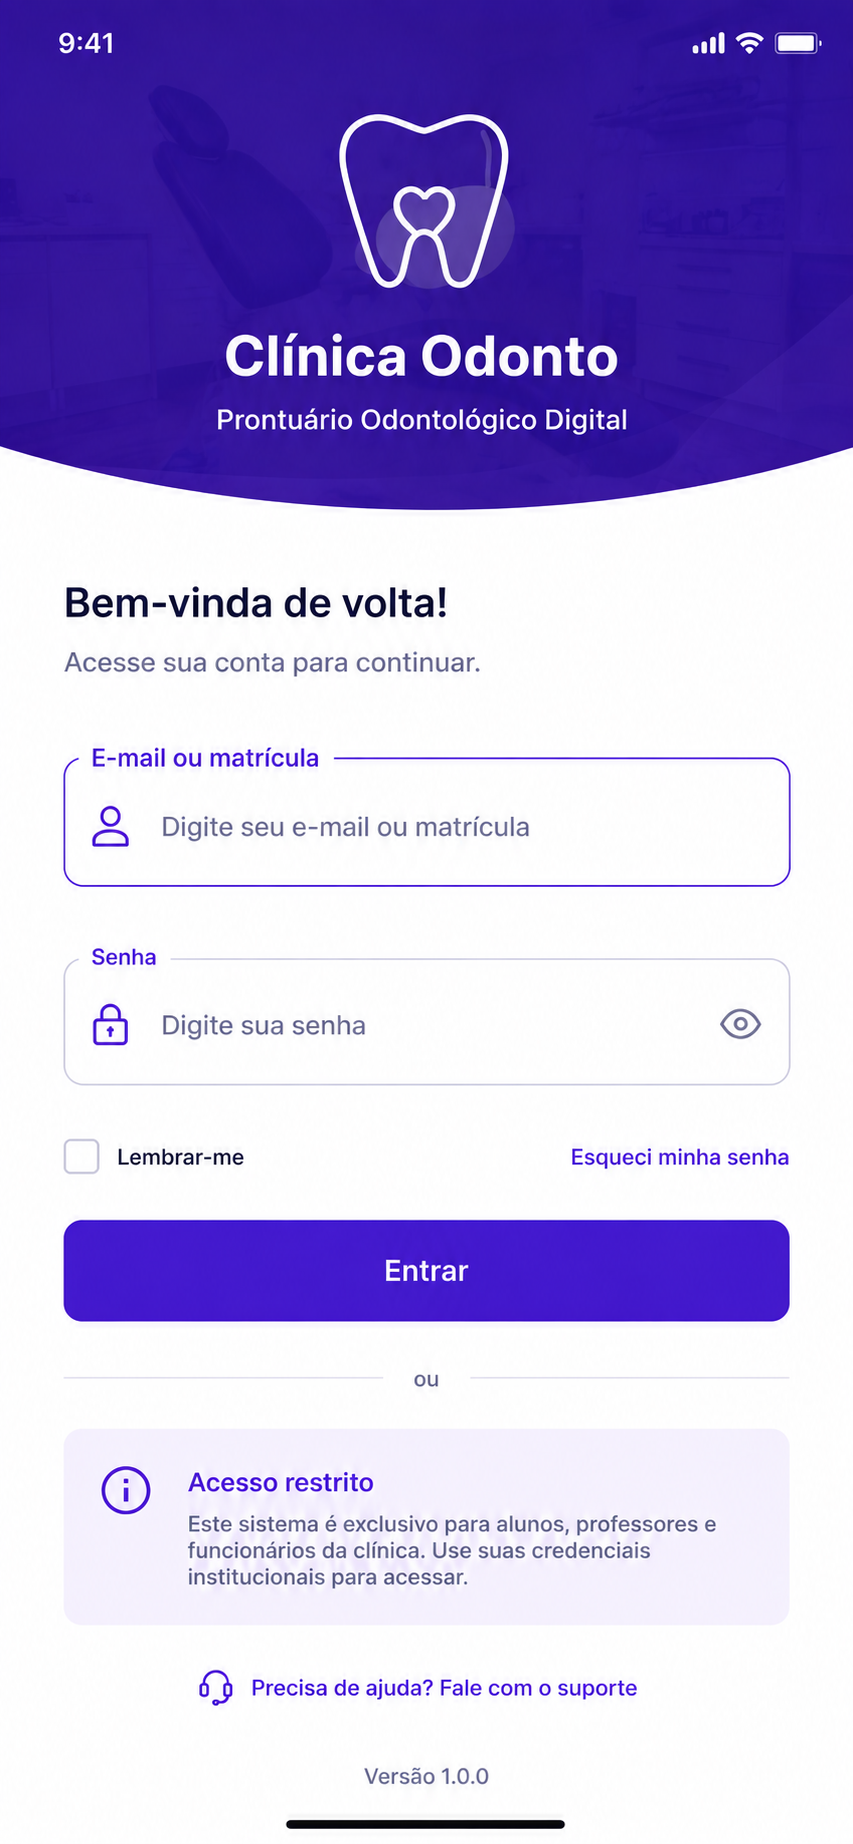 9:41
Clínica Odonto
Prontuário Odontológico Digital
Bem-vinda de volta!
Acesse sua conta para continuar.
E-mail ou matrícula
Digite seu e-mail ou matrícula
Senha
Digite sua senha
Lembrar-me
Esqueci minha senha
Entrar
ou
Acesso restrito
Este sistema é exclusivo para alunos, professores e
funcionários da clínica. Use suas credenciais
institucionais para acessar.
Precisa de ajuda? Fale com o suporte
Versão 1.0.0